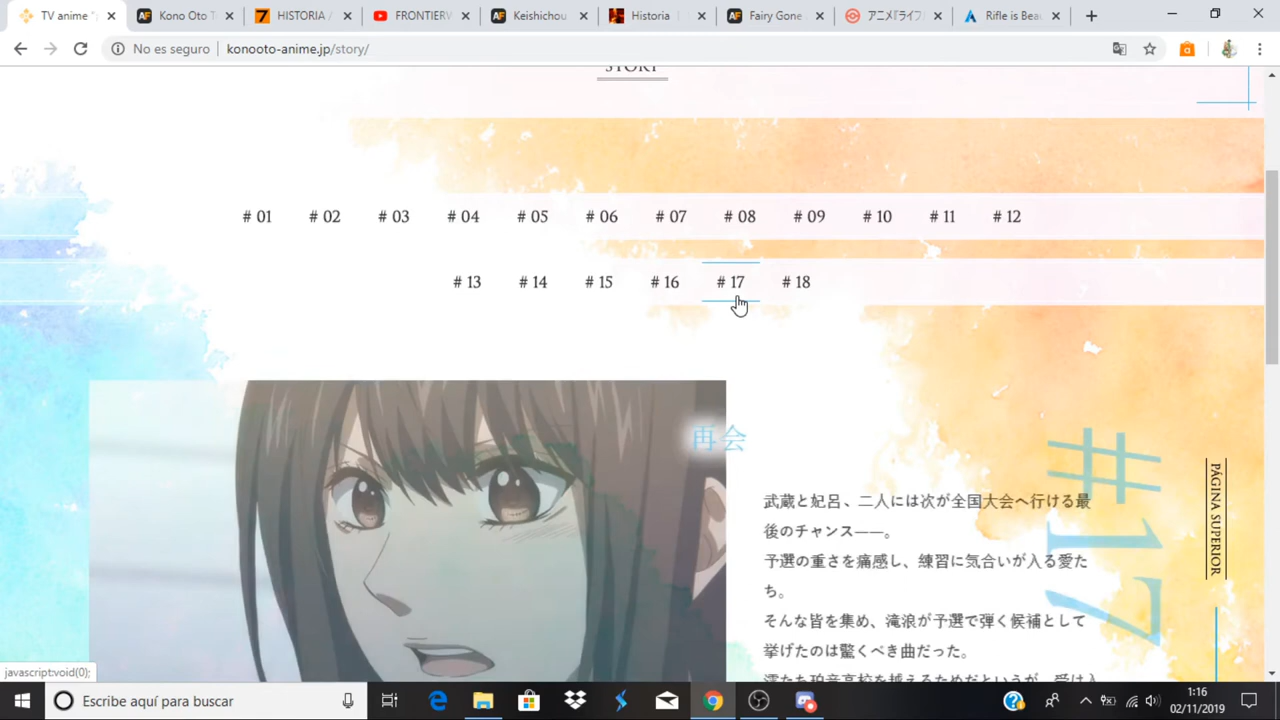 TV anime "
Kono Oto T
HISTORIA /
FRONTIERW
Keishichou
Historia
Fairy Gone
アニメ『ライフル
Rifle is Beau
No es seguro
konooto-anime.jp/story/
STORY
# 01 # 02 # 03 # 04 # 05 # 06 # 07 # 08 # 09 # 10 # 11 # 12
# 13 # 14 # 15 # 16 # 17 # 18
再会
#17
武蔵と妃呂、二人には次が全国大会へ行ける最
後のチャンス――。
予選の重さを痛感し、練習に気合いが入る愛た
ち。
そんな皆を集め、滝浪が予選で弾く候補として
挙げたのは驚くべき曲だった。
PÁGINA SUPERIOR
javascript:void(0);
Escribe aquí para buscar
1:16
02/11/2019